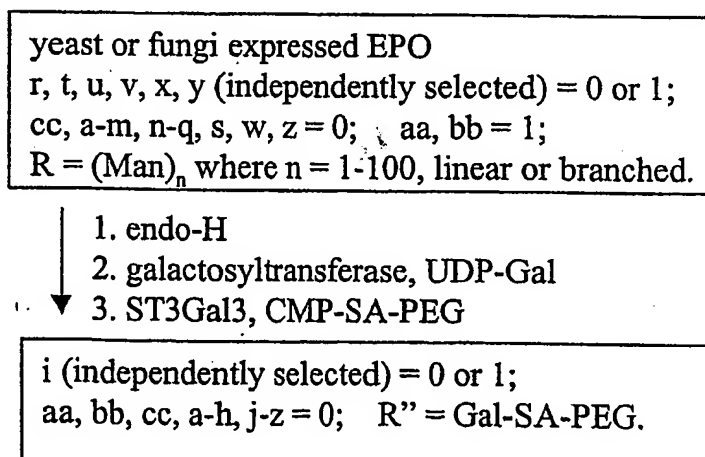 yeast or fungi expressed EPO
r, t, u, v, x, y (independently selected) = 0 or 1;
cc, a-m, n-q, s, w, z = 0; aa, bb = 1;
R = (Man)n where n = 1-100, linear or branched.
1. endo-H
2. galactosyltransferase, UDP-Gal
3. ST3Gal3, CMP-SA-PEG
i (independently selected) = 0 or 1;
aa, bb, cc, a-h, j-z = 0; R” = Gal-SA-PEG.